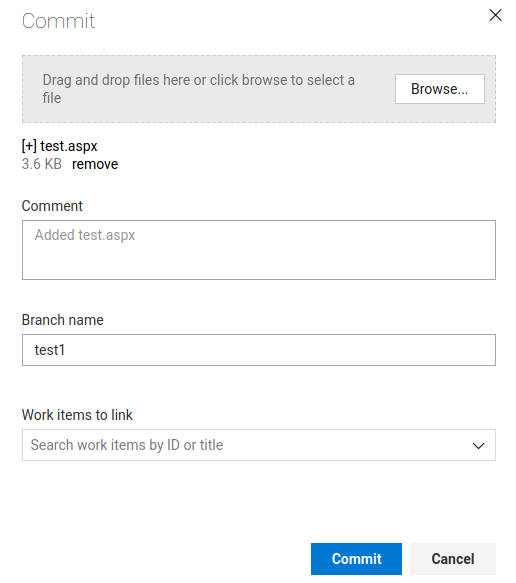 Commit
Drag and drop files here or click browse to select a
file
Browse...
[+] test.aspx
3.6 KB remove
Comment
Added test.aspx
Branch name
test1
Work items to link
Search work items by ID or title
Commit Cancel